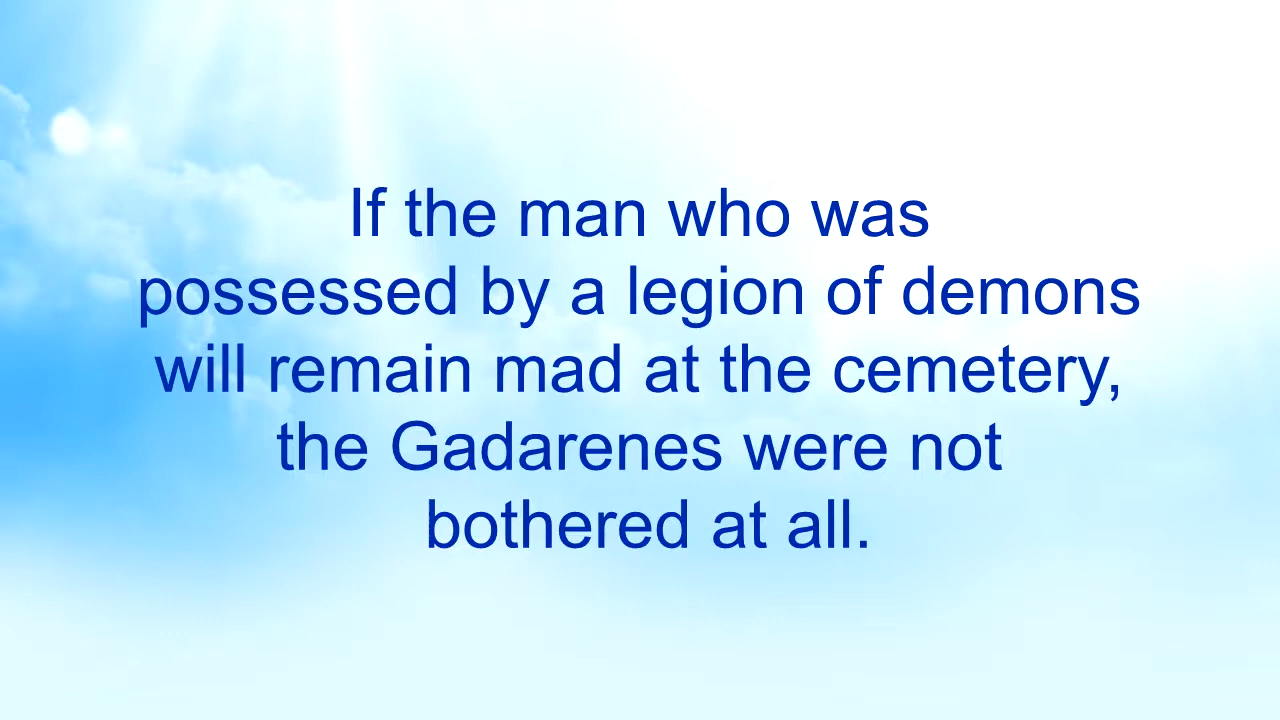 If the man who was
possessed by a legion of demons
will remain mad at the cemetery,
the Gadarenes were not
bothered at all.